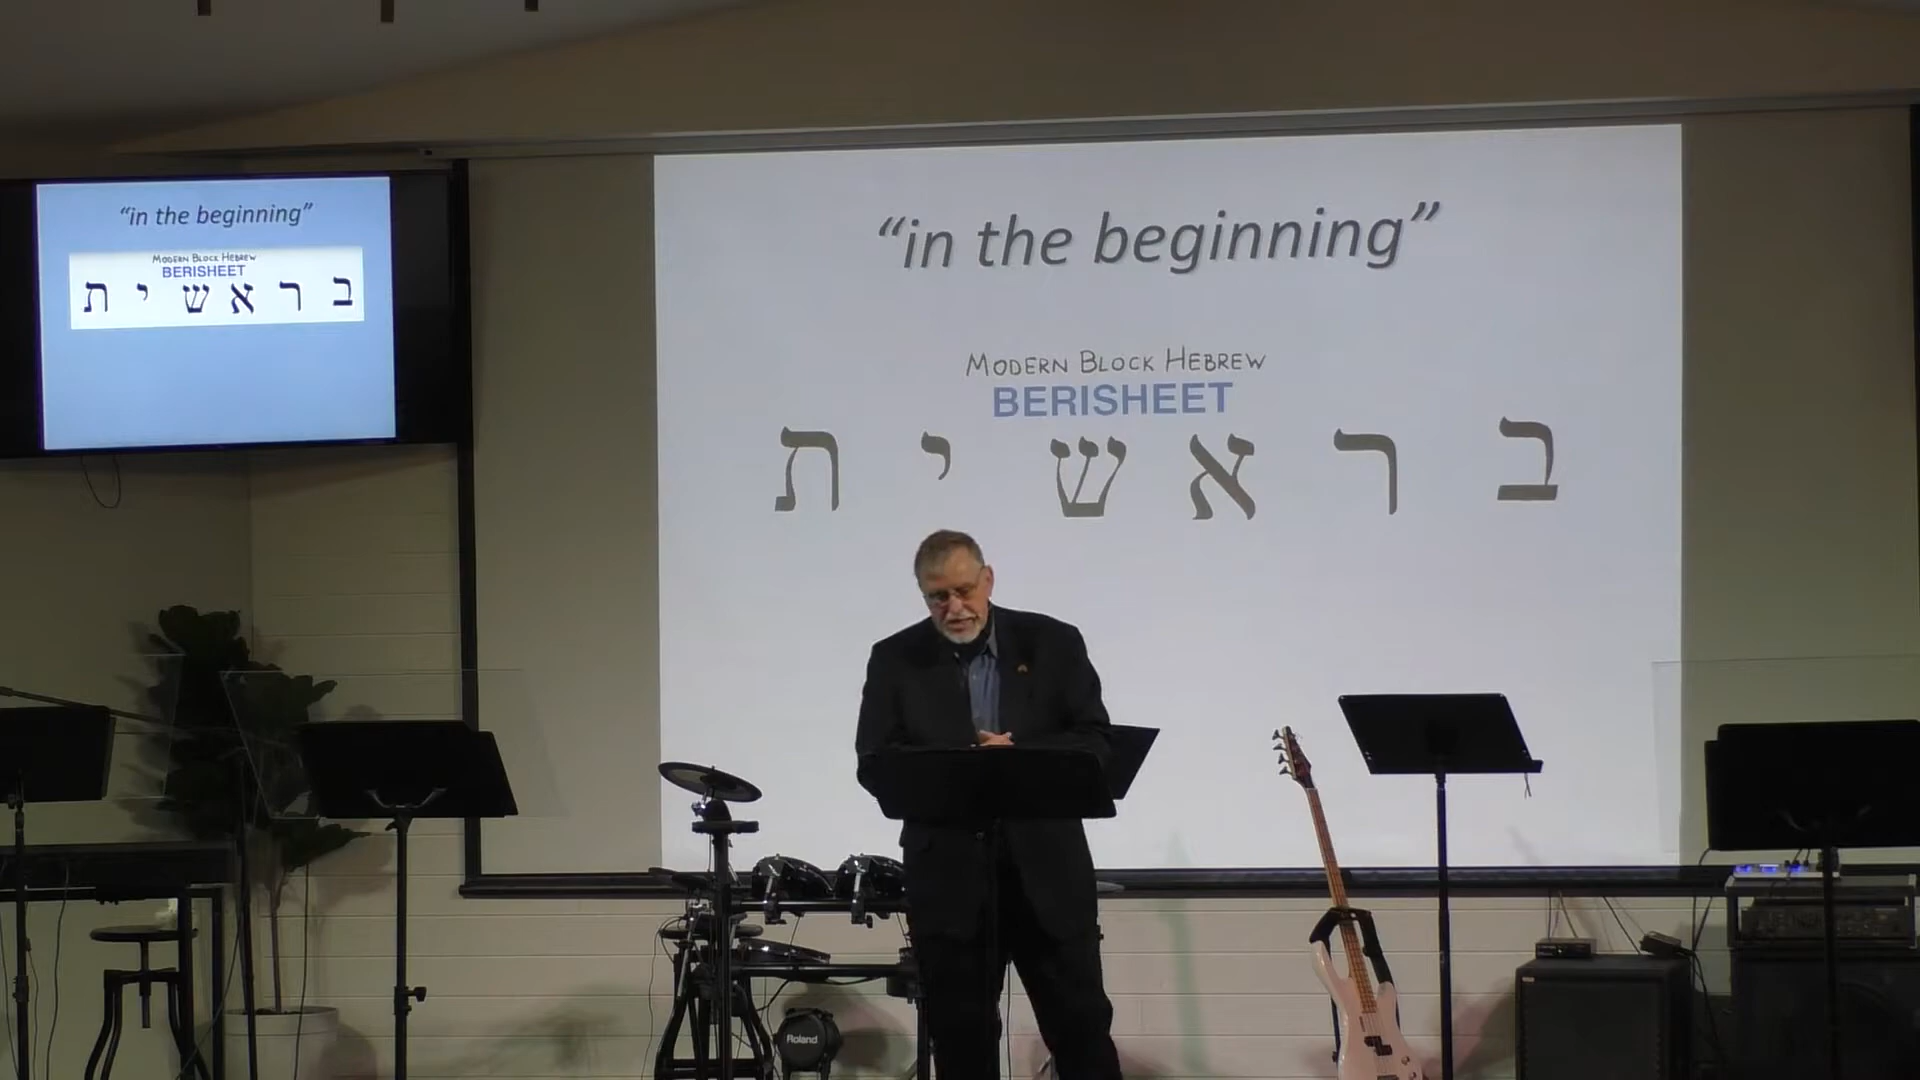 “in the beginning”
MODERN BLOCK HEBREW
BERISHEET
ב ר א ש י ת
“in the beginning”
MODERN BLOCK HEBREW
BERISHEET
ב ר א ש י ת
Roland